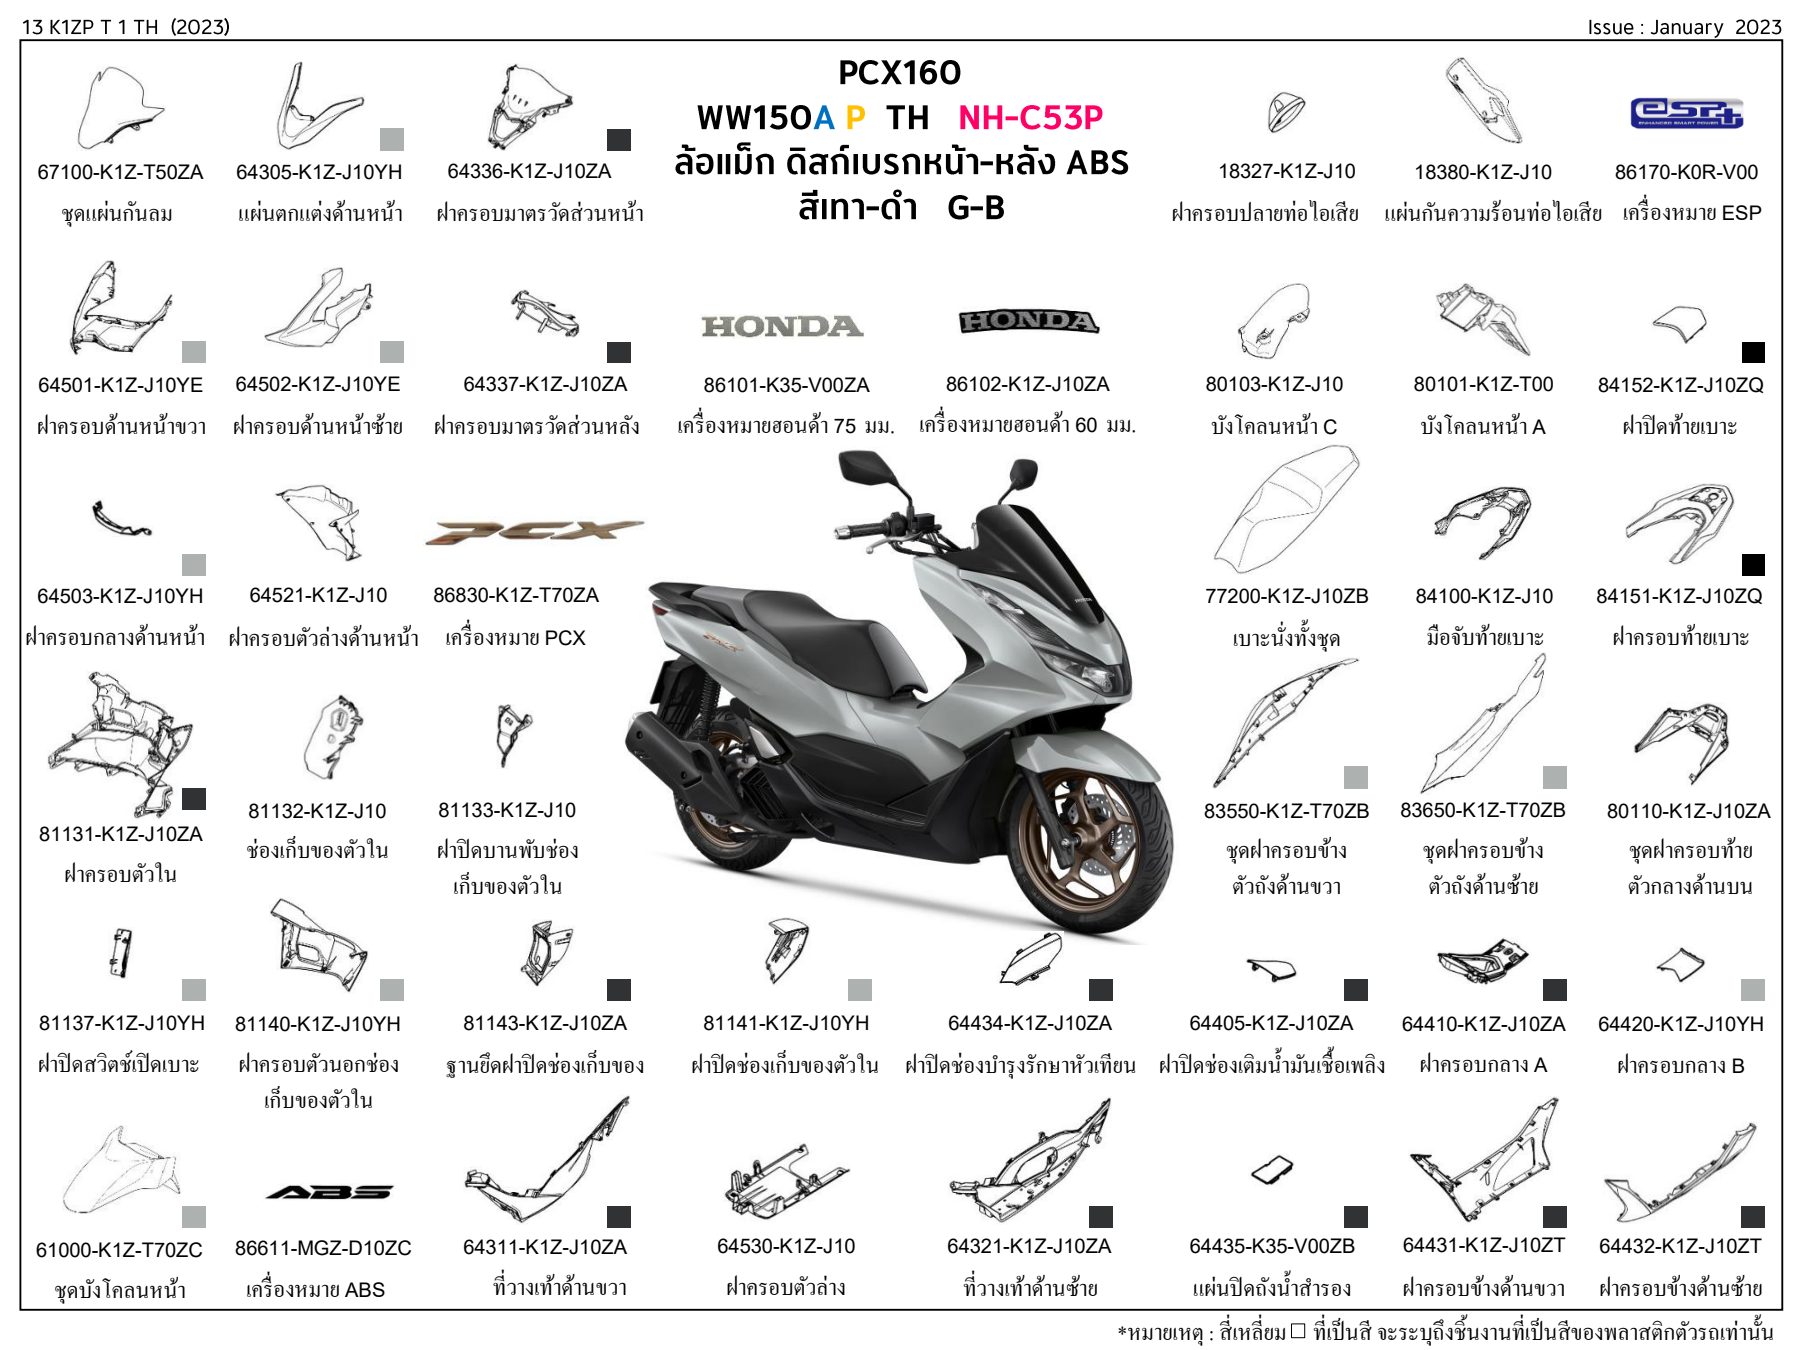 13 K1ZP T 1 TH (2023)
Issue : January 2023
PCX160
WW150A P TH NH-C53P
ล้อแม็ก ดิสก์เบรกหน้า-หลัง ABS
สีเทา-ดำ G-B
67100-K1Z-T50ZA
ชุดแผ่นกันลม
64305-K1Z-J10YH
แผ่นตกแต่งด้านหน้า
64336-K1Z-J10ZA
ฝาครอบมาตรวัดส่วนหน้า
18327-K1Z-J10
ฝาครอบปลายท่อไอเสีย
18380-K1Z-J10
แผ่นกันความร้อนท่อไอเสีย
eSP+
ENHANCED SMART POWER
86170-K0R-V00
เครื่องหมาย ESP
64501-K1Z-J10YE
ฝาครอบด้านหน้าขวา
64502-K1Z-J10YE
ฝาครอบด้านหน้าซ้าย
64337-K1Z-J10ZA
ฝาครอบมาตรวัดส่วนหลัง
HONDA
86101-K35-V00ZA
เครื่องหมายฮอนด้า 75 มม.
HONDA
86102-K1Z-J10ZA
เครื่องหมายฮอนด้า 60 มม.
80103-K1Z-J10
บังโคลนหน้า C
80101-K1Z-T00
บังโคลนหน้า A
84152-K1Z-J10ZQ
ฝาปิดท้ายเบาะ
64503-K1Z-J10YH
ฝาครอบกลางด้านหน้า
64521-K1Z-J10
ฝาครอบตัวล่างด้านหน้า
PCX
86830-K1Z-T70ZA
เครื่องหมาย PCX
HONDA
PCX
77200-K1Z-J10ZB
เบาะนั่งทั้งชุด
84100-K1Z-J10
มือจับท้ายเบาะ
84151-K1Z-J10ZQ
ฝาครอบท้ายเบาะ
81131-K1Z-J10ZA
ฝาครอบตัวใน
81132-K1Z-J10
ช่องเก็บของตัวใน
81133-K1Z-J10
ฝาปิดบานพับช่อง
เก็บของตัวใน
83550-K1Z-T70ZB
ชุดฝาครอบข้าง
ตัวถังด้านขวา
83650-K1Z-T70ZB
ชุดฝาครอบข้าง
ตัวถังด้านซ้าย
80110-K1Z-J10ZA
ชุดฝาครอบท้าย
ตัวกลางด้านบน
81137-K1Z-J10YH
ฝาปิดสวิตช์เปิดเบาะ
81140-K1Z-J10YH
ฝาครอบตัวนอกช่อง
เก็บของตัวใน
81143-K1Z-J10ZA
ฐานยึดฝาปิดช่องเก็บของ
81141-K1Z-J10YH
ฝาปิดช่องเก็บของตัวใน
64434-K1Z-J10ZA
ฝาปิดช่องบำรุงรักษาหัวเทียน
64405-K1Z-J10ZA
ฝาปิดช่องเติมน้ำมันเชื้อเพลิง
64410-K1Z-J10ZA
ฝาครอบกลาง A
64420-K1Z-J10YH
ฝาครอบกลาง B
61000-K1Z-T70ZC
ชุดบังโคลนหน้า
ABS
86611-MGZ-D10ZC
เครื่องหมาย ABS
64311-K1Z-J10ZA
ที่วางเท้าด้านขวา
64530-K1Z-J10
ฝาครอบตัวล่าง
64321-K1Z-J10ZA
ที่วางเท้าด้านซ้าย
64435-K35-V00ZB
แผ่นปิดถังน้ำสำรอง
64431-K1Z-J10ZT
ฝาครอบข้างด้านขวา
64432-K1Z-J10ZT
ฝาครอบข้างด้านซ้าย
*หมายเหตุ : สี่เหลี่ยม □ ที่เป็นสี จะระบุถึงชิ้นงานที่เป็นสีของพลาสติกตัวรถเท่านั้น